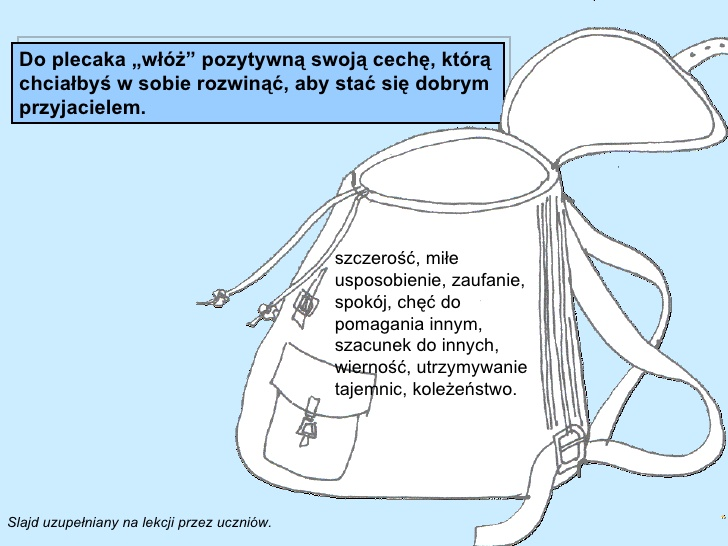 Do plecaka „włóż” pozytywną swoją cechę, którą
chciałbyś w sobie rozwinąć, aby stać się dobrym
przyjacielem.
szczerość, miłe
usposobienie, zaufanie,
spokój, chęć do
pomagania innym,
szacunek do innych,
wierność, utrzymywanie
tajemnic, koleżeństwo.
Slajd uzupełniany na lekcji przez uczniów.